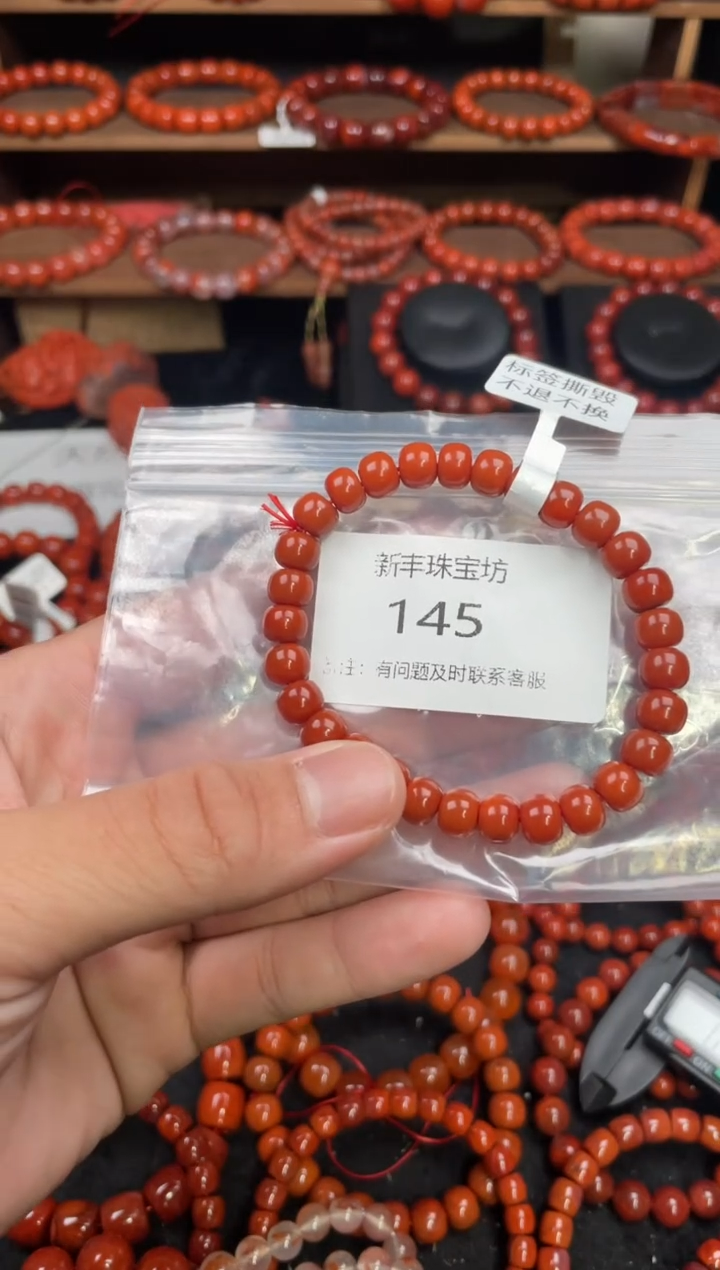 标签撕毁
不退不换
新丰珠宝坊
145
注：有问题及时联系客服